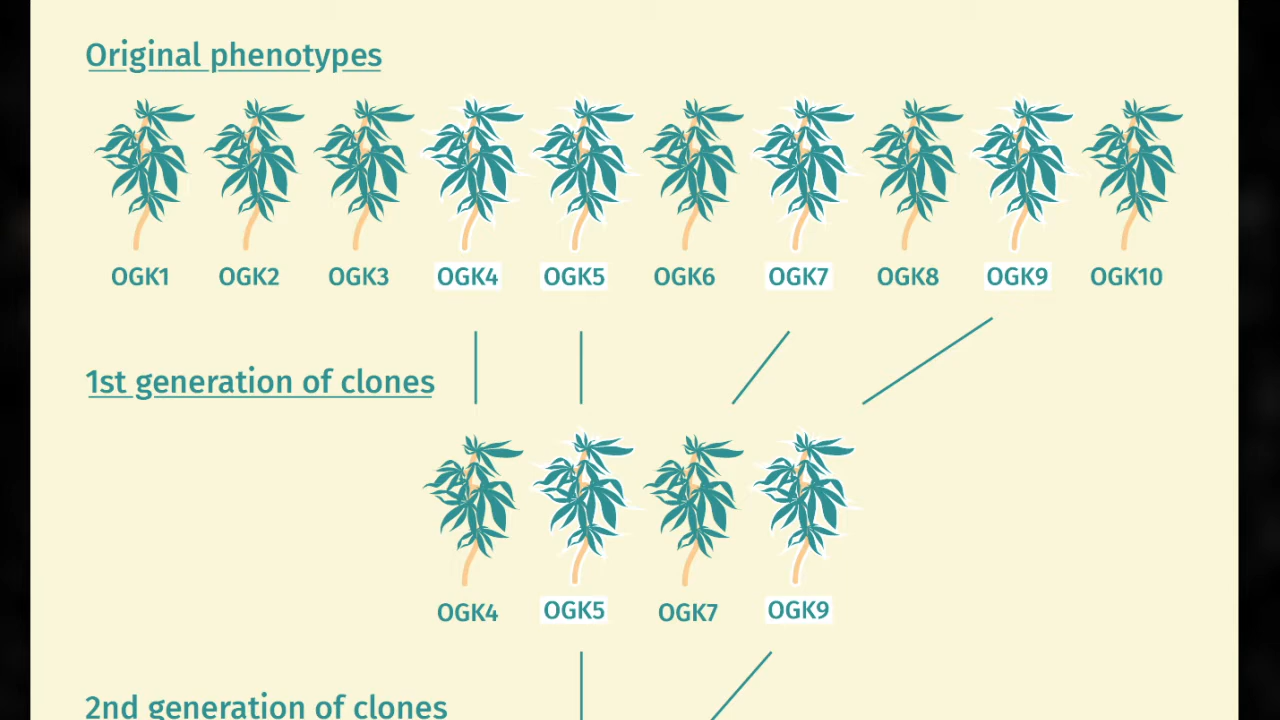 Original phenotypes
OGK1 OGK2 OGK3 OGK4 OGK5 OGK6 OGK7 OGK8 OGK9 OGK10
1st generation of clones
OGK4 OGK5 OGK7 OGK9
2nd generation of clones